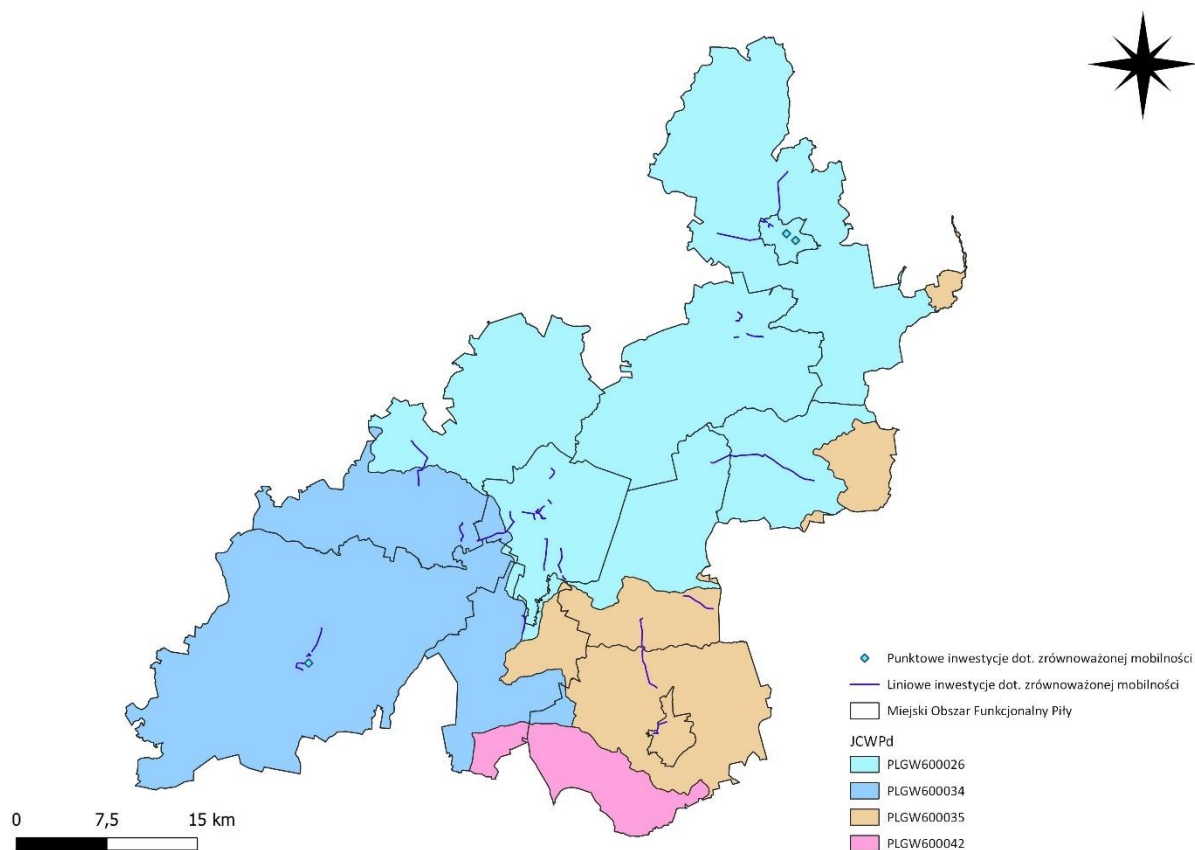 Punktowe inwestycje dot. zrównoważonej mobilności
Liniowe inwestycje dot. zrównoważonej mobilności
Miejski Obszar Funkcjonalny Piły
JCWPd
PLGW600026
PLGW600034
PLGW600035
PLGW600042
0 7,5 15 km